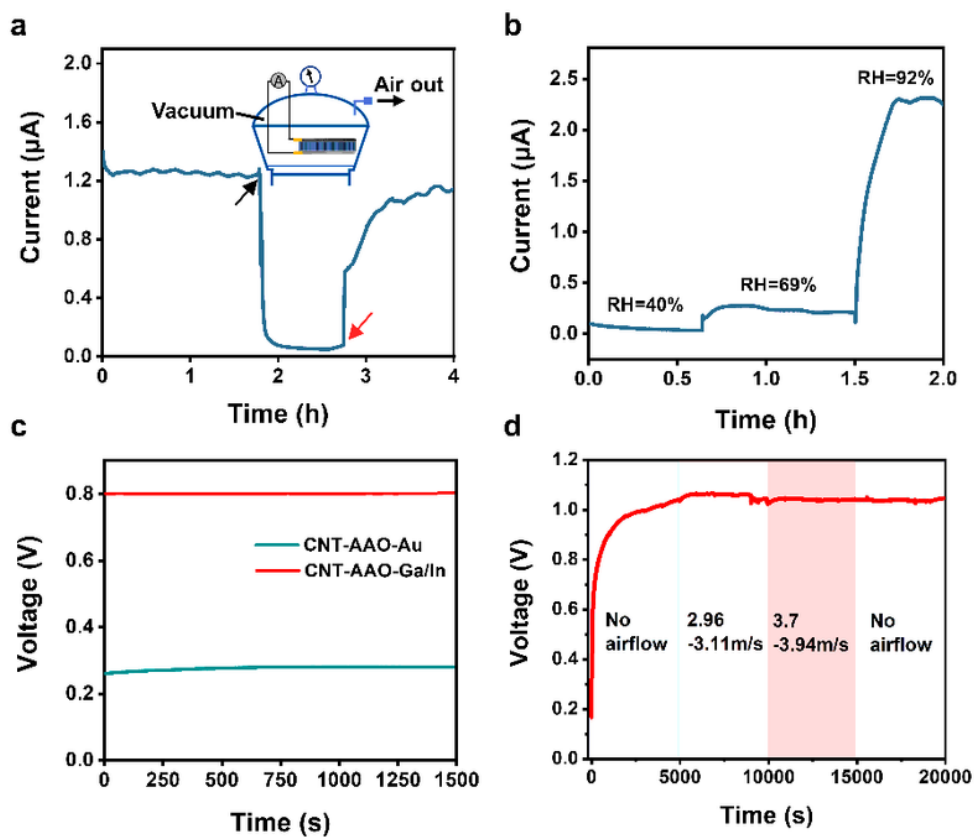 a
2.0
1.6
1.2
0.8
0.4
0.0
0
1
2
3
4
Current (µA)
Time (h)
A
Vacuum
Air out
b
2.5
2.0
1.5
1.0
0.5
0.0
0.0
0.5
1.0
1.5
2.0
Current (µA)
Time (h)
RH=40%
RH=69%
RH=92%
c
0.8
0.6
0.4
0.2
0.0
0
250
500
750
1000
1250
1500
Voltage (V)
Time (s)
CNT-AAO-Au
CNT-AAO-Ga/In
d
1.2
1.0
0.8
0.6
0.4
0.2
0.0
0
5000
10000
15000
20000
Voltage (V)
Time (s)
No
airflow
2.96
-3.11m/s
3.7
-3.94m/s
No
airflow